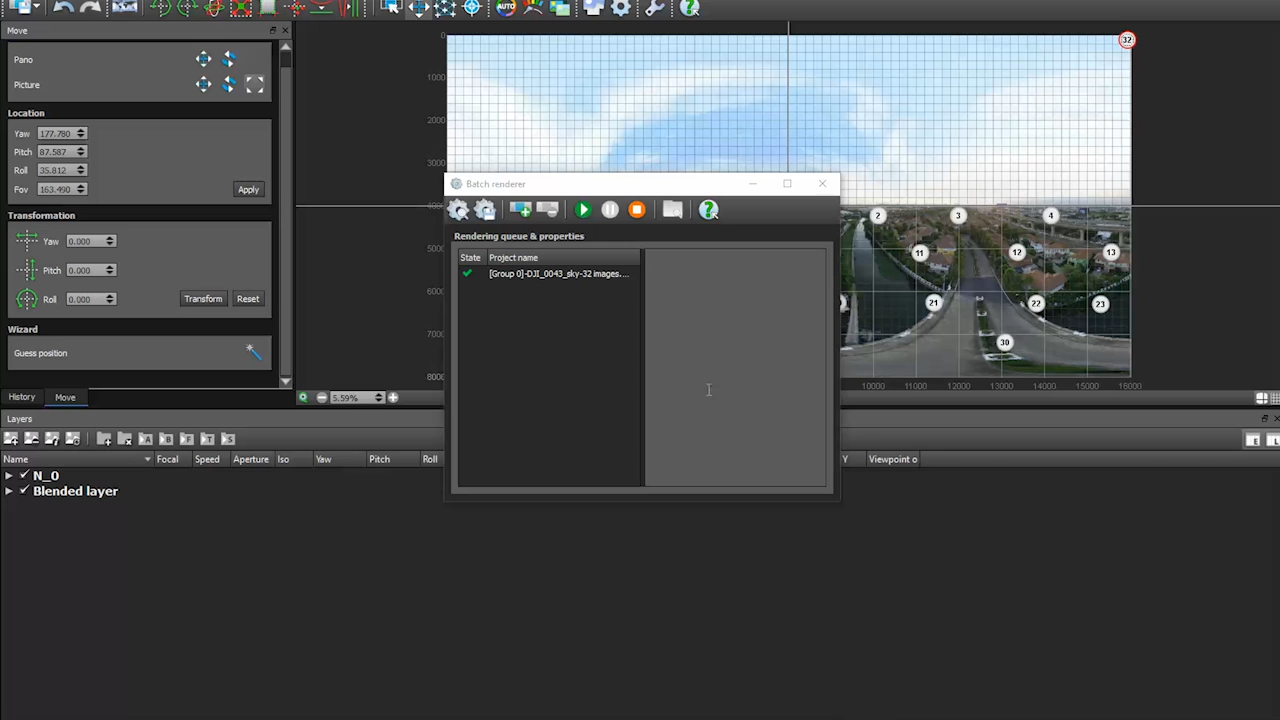 AUTO
Move
Pano
Picture
Location
Yaw 177.780
Pitch 87.587
Roll 35.812
Fov 163.490 Apply
Transformation
Yaw 0.000
Pitch 0.000
Roll 0.000 Transform Reset
Wizard
Guess position
History Move
0
1000
2000
3000
7000
8000
32
2 3 4
11 12 13
21 22 23
30
10000 11000 12000 13000 14000 15000 16000
5.59%
Batch renderer
Rendering queue & properties
State Project name
[Group 0]-DJI_0043_sky-32 images....
Layers
A B F T S
E L
Name Focal Speed Aperture Iso Yaw Pitch Roll Y Viewpoint o
N_0
Blended layer